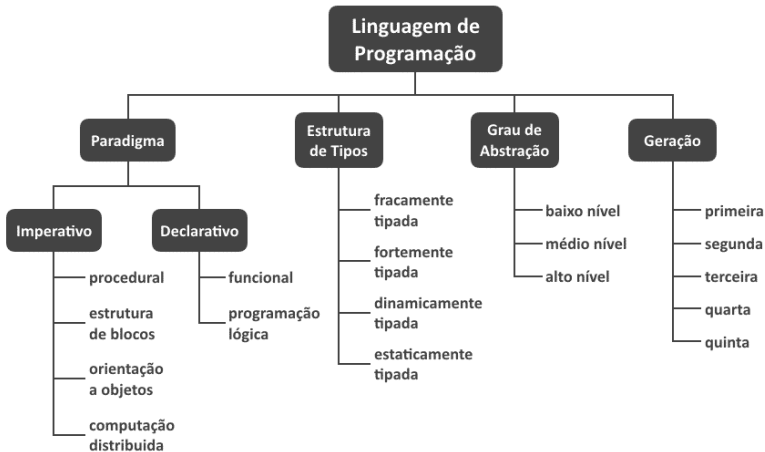 Linguagem de
Programação
Paradigma
Estrutura
de Tipos
Grau de
Abstração
Geração
Imperativo
Declarativo
procedural
estrutura
de blocos
orientação
a objetos
computação
distribuida
funcional
programação
lógica
fracamente
tipada
fortemente
tipada
dinamicamente
tipada
estaticamente
tipada
baixo nível
médio nível
alto nível
primeira
segunda
terceira
quarta
quinta